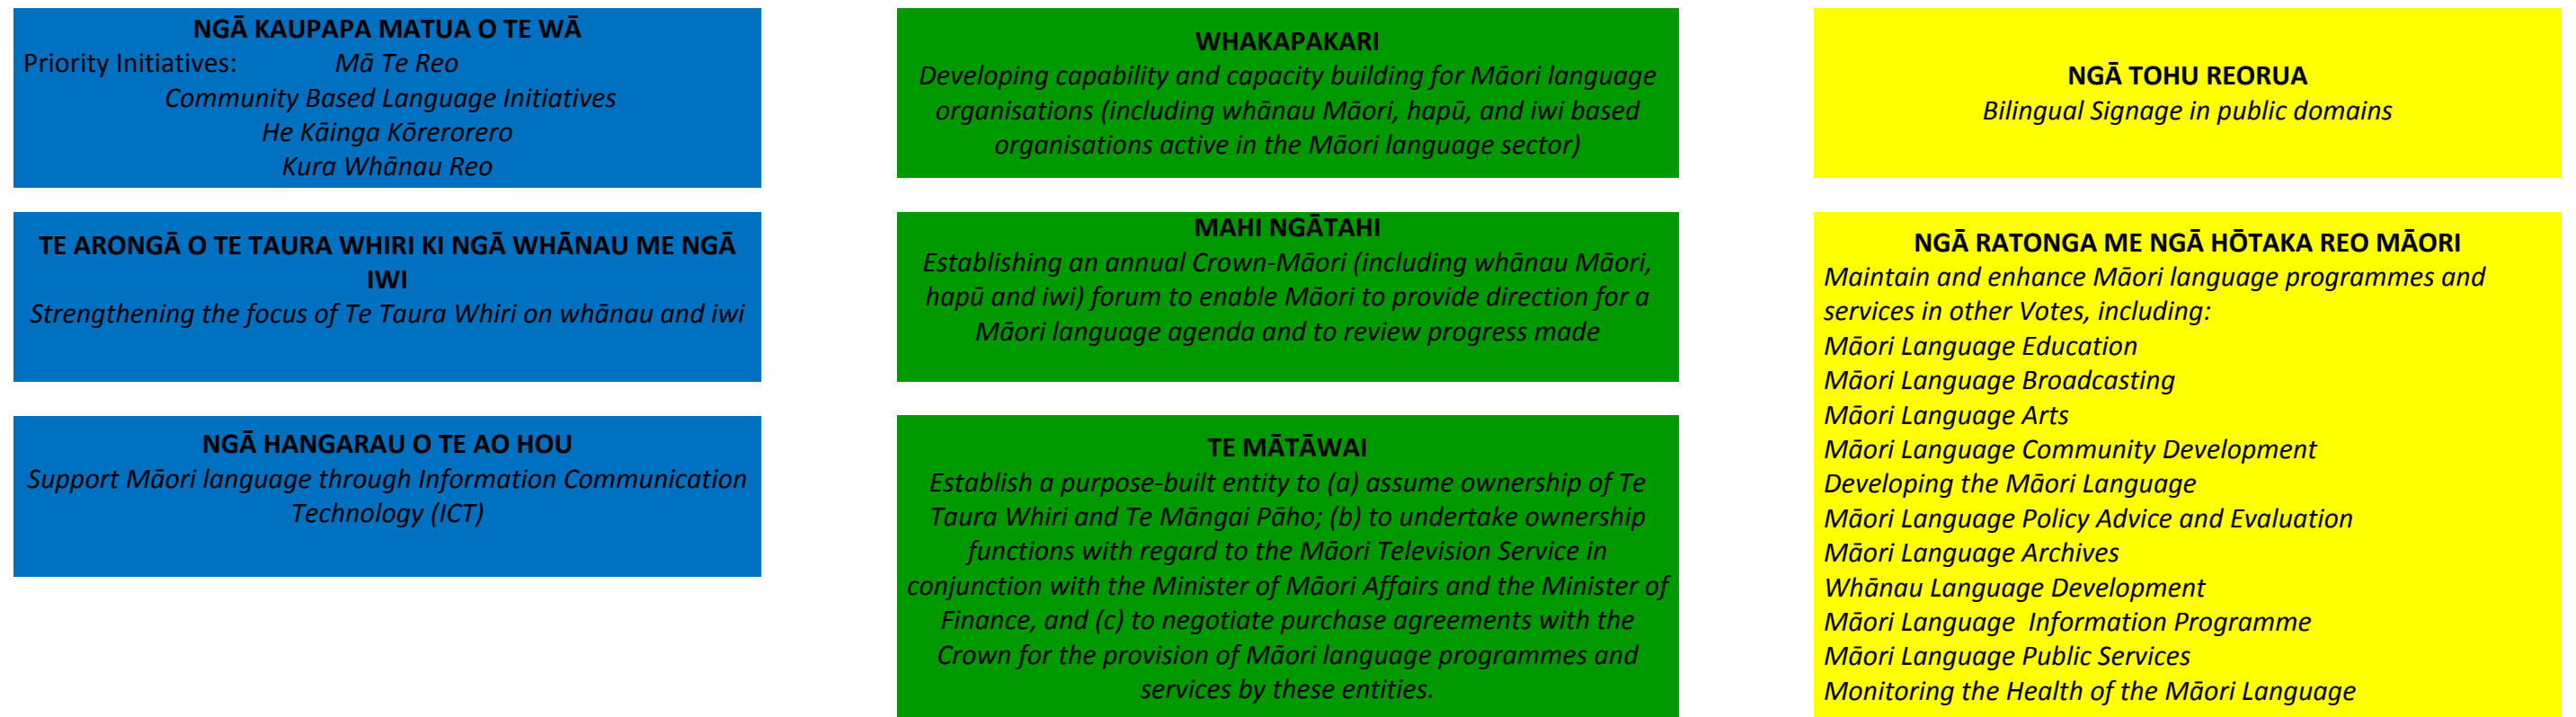 NGĀ KAUPAPA MATUA O TE WĀ
Priority Initiatives: Mā Te Reo
Community Based Language Initiatives
He Kāinga Kōrerorero
Kura Whānau Reo
TE ARONGĀ O TE TAURA WHIRI KI NGĀ WHĀNAU ME NGĀ
IWI
Strengthening the focus of Te Taura Whiri on whānau and iwi
NGĀ HANGARAU O TE AO HOU
Support Māori language through Information Communication
Technology (ICT)
WHAKAPAKARI
Developing capability and capacity building for Māori language
organisations (including whānau Māori, hapū, and iwi based
organisations active in the Māori language sector)
MAHI NGĀTAHI
Establishing an annual Crown-Māori (including whānau Māori,
hapū and iwi) forum to enable Māori to provide direction for a
Māori language agenda and to review progress made
TE MĀTĀWAI
Establish a purpose-built entity to (a) assume ownership of Te
Taura Whiri and Te Māngai Pāho; (b) to undertake ownership
functions with regard to the Māori Television Service in
conjunction with the Minister of Māori Affairs and the Minister of
Finance, and (c) to negotiate purchase agreements with the
Crown for the provision of Māori language programmes and
services by these entities.
NGĀ TOHU REORUA
Bilingual Signage in public domains
NGĀ RATONGA ME NGĀ HŌTAKA REO MĀORI
Maintain and enhance Māori language programmes and
services in other Votes, including:
Māori Language Education
Māori Language Broadcasting
Māori Language Arts
Māori Language Community Development
Developing the Māori Language
Māori Language Policy Advice and Evaluation
Māori Language Archives
Whānau Language Development
Māori Language Information Programme
Māori Language Public Services
Monitoring the Health of the Māori Language